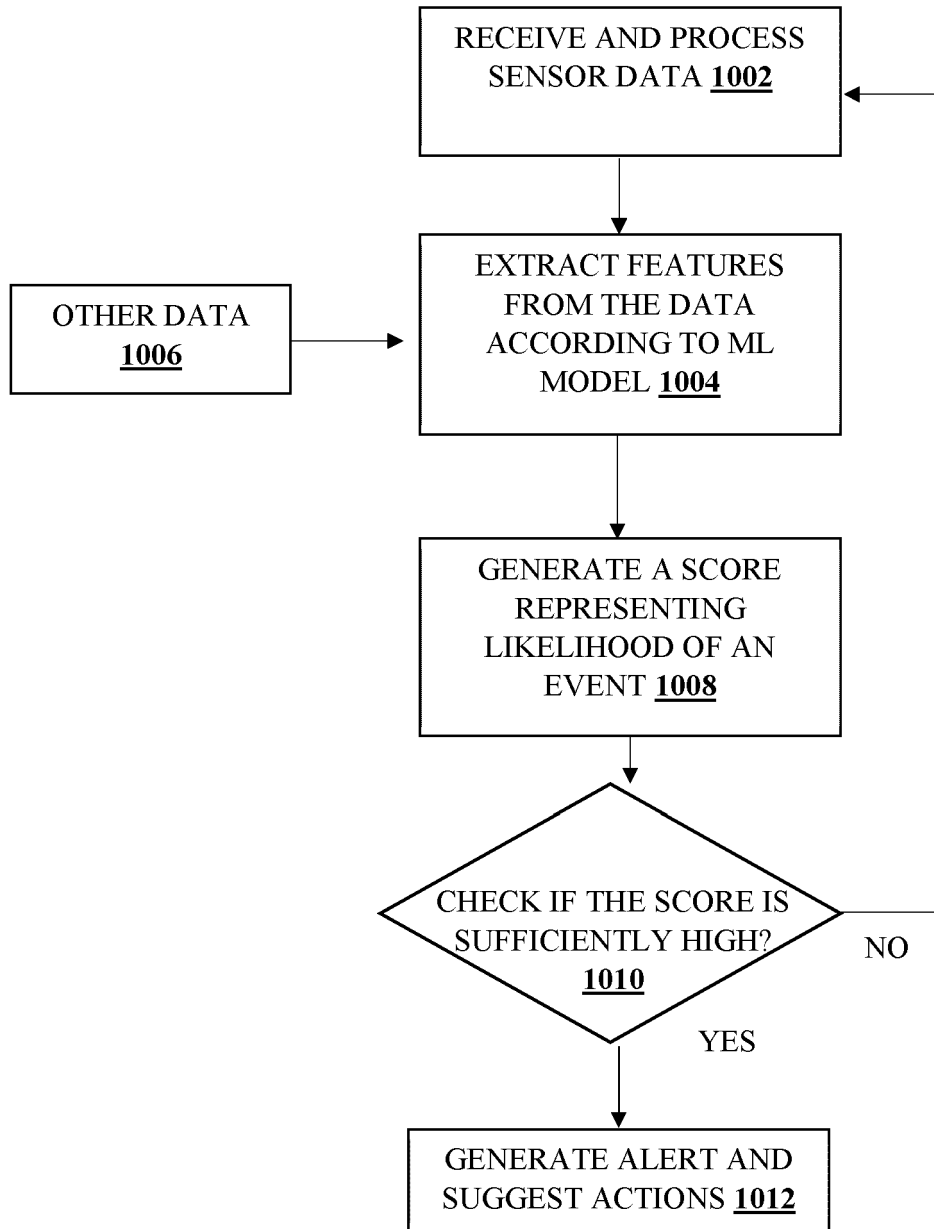 RECEIVE AND PROCESS
SENSOR DATA 1002
EXTRACT FEATURES
FROM THE DATA
ACCORDING TO ML
MODEL 1004
OTHER DATA
1006
GENERATE A SCORE
REPRESENTING
LIKELIHOOD OF AN
EVENT 1008
CHECK IF THE SCORE IS
SUFFICIENTLY HIGH?
1010
NO
YES
GENERATE ALERT AND
SUGGEST ACTIONS 1012